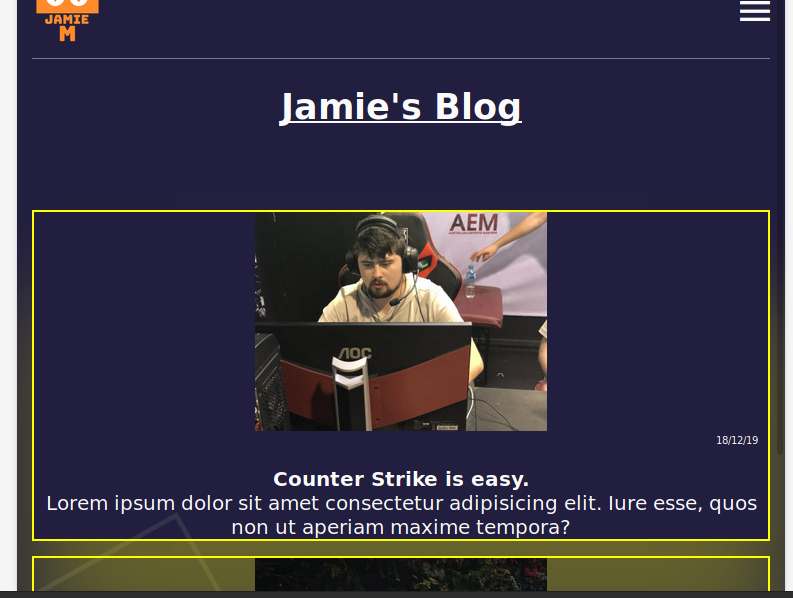 JAMIE
M
Jamie's Blog
AEM
AOC
18/12/19
Counter Strike is easy.
Lorem ipsum dolor sit amet consectetur adipisicing elit. Iure esse, quos
non ut aperiam maxime tempora?